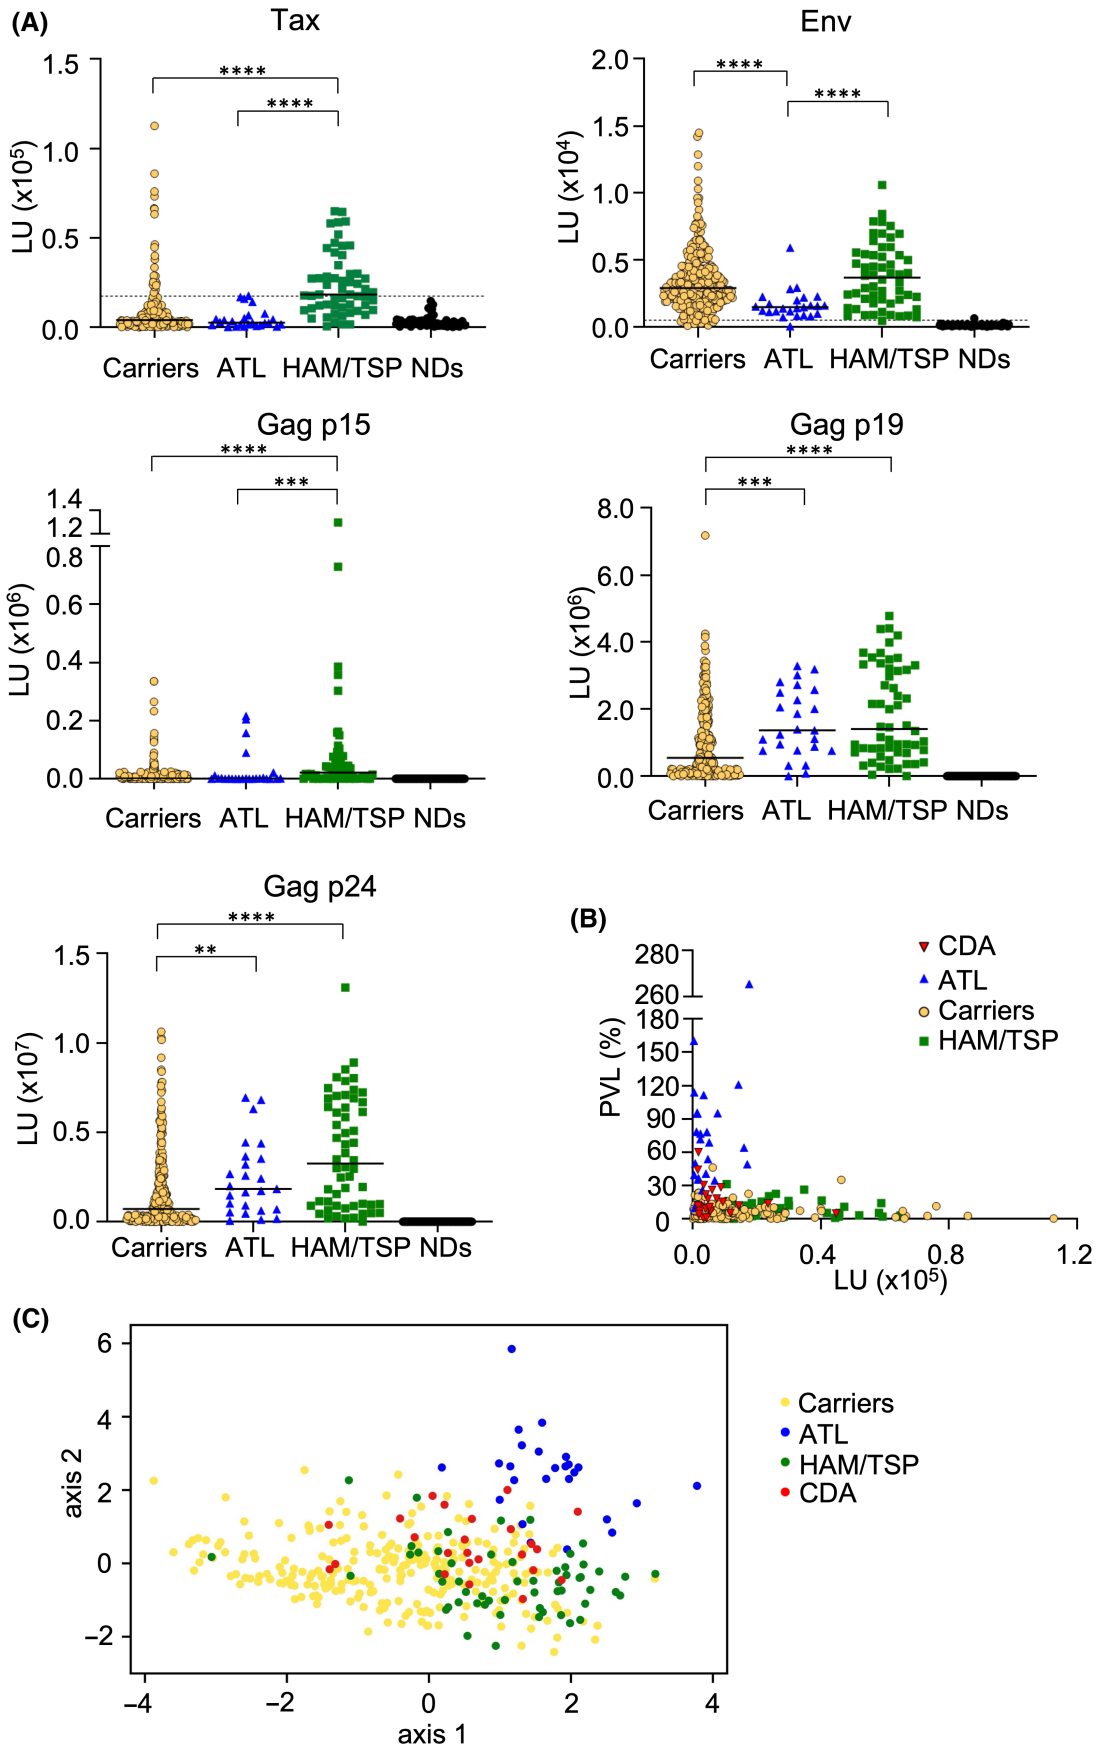 (A)
Tax
LU (x10⁵)
1.5
1.0
0.5
0.0
****
****
Carriers ATL HAM/TSP NDs
Env
LU (x10⁴)
2.0
1.5
1.0
0.5
0.0
****
****
Carriers ATL HAM/TSP NDs
Gag p15
LU (x10⁶)
1.4
1.2
0.8
0.6
0.4
0.2
0.0
****
***
Carriers ATL HAM/TSP NDs
Gag p19
LU (x10⁶)
8.0
6.0
4.0
2.0
0.0
****
***
Carriers ATL HAM/TSP NDs
Gag p24
LU (x10⁷)
1.5
1.0
0.5
0.0
****
**
Carriers ATL HAM/TSP NDs
(B)
PVL (%)
280
260
180
150
120
90
60
30
0
CDA
ATL
Carriers
HAM/TSP
0.0 0.4 0.8 1.2
LU (x10⁵)
(C)
axis 2
6
4
2
0
−2
−4 −2 0 2 4
axis 1
Carriers
ATL
HAM/TSP
CDA